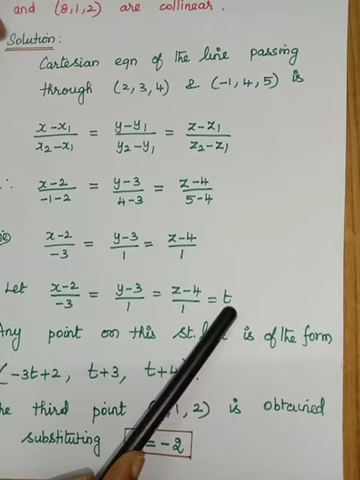 and (8,1,2) are collinear.
Solution:
Cartesian eqn of the line passing
through (2,3,4) & (-1,4,5) is
x-x₁/x₂-x₁ = y-y₁/y₂-y₁ = z-z₁/z₂-z₁
∴ x-2/-1-2 = y-3/4-3 = z-4/5-4
x-2/-3 = y-3/1 = z-4/1
Let x-2/-3 = y-3/1 = z-4/1 = t
Any point on this st. is of the form
(-3t+2, t+3, t+4)
The third point 1,2) is obtained
substituting = -2